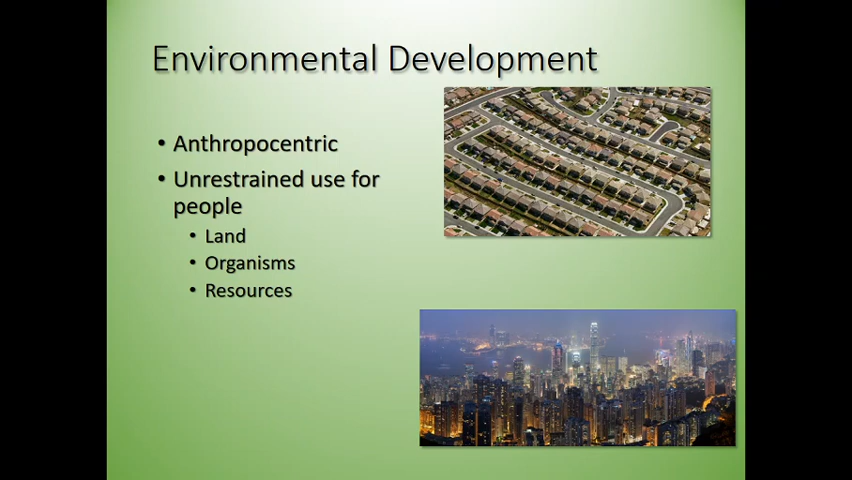 Environmental Development
• Anthropocentric
• Unrestrained use for
people
• Land
• Organisms
• Resources